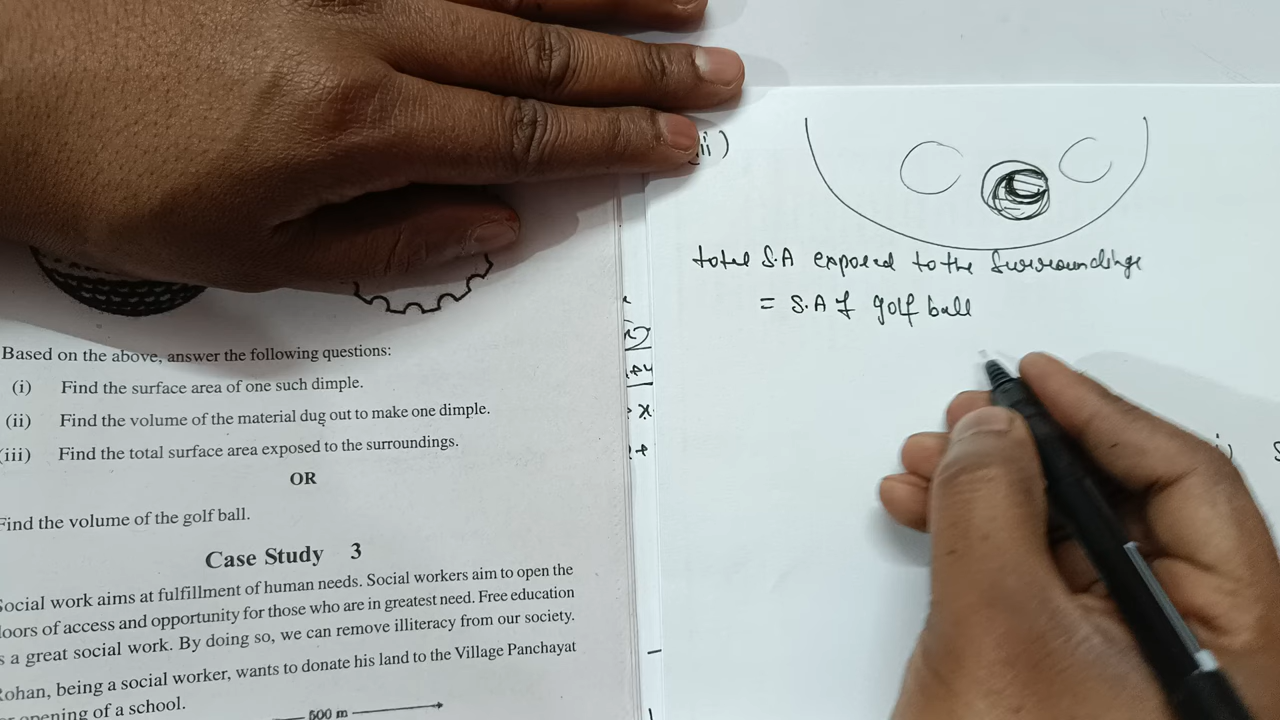 ii)
total S.A exposed to the surroundings
= S.A of golf ball
Based on the above, answer the following questions:
(i) Find the surface area of one such dimple.
(ii) Find the volume of the material dug out to make one dimple.
(iii) Find the total surface area exposed to the surroundings.
OR
Find the volume of the golf ball.
Case Study 3
Social work aims at fulfillment of human needs. Social workers aim to open the
doors of access and opportunity for those who are in greatest need. Free education
s a great social work. By doing so, we can remove illiteracy from our society.
Rohan, being a social worker, wants to donate his land to the Village Panchayat
opening of a school.
500 m